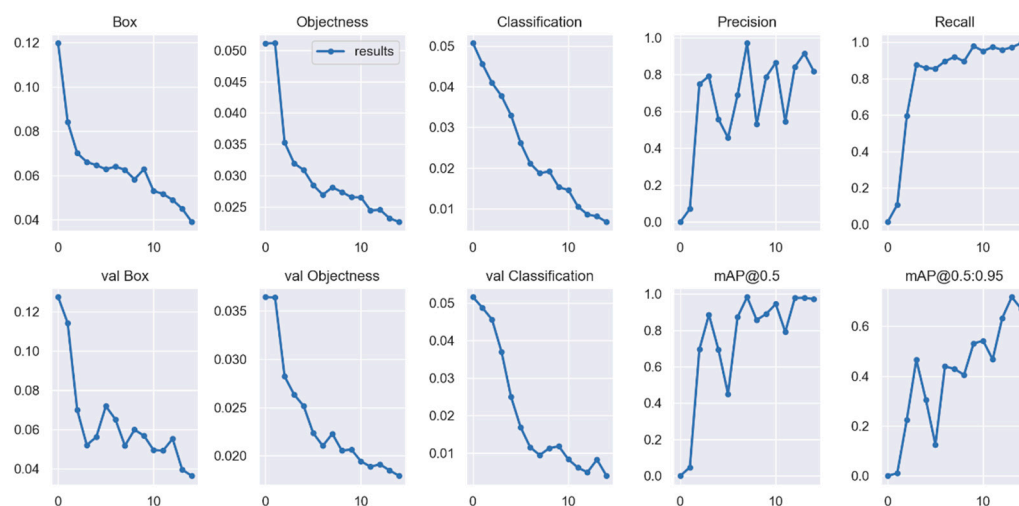 Box Objectness Classification Precision Recall
0.12 0.050 0.05 1.0 1.0
results
0.045 0.8 0.8
0.10 0.04
0.040 0.6 0.6
0.08 0.03
0.035 0.4 0.4
0.06 0.030 0.02
0.2 0.2
0.025 0.01
0.04 0.0 0.0
0 10 0 10 0 10 0 10 0 10
val Box val Objectness val Classification mAP@0.5 mAP@0.5:0.95
1.0
0.12 0.035 0.05
0.8 0.6
0.10 0.04
0.030 0.6
0.08 0.03 0.4
0.4
0.025 0.02
0.06 0.2
0.2
0.020 0.01
0.04 0.0 0.0
0 10 0 10 0 10 0 10 0 10